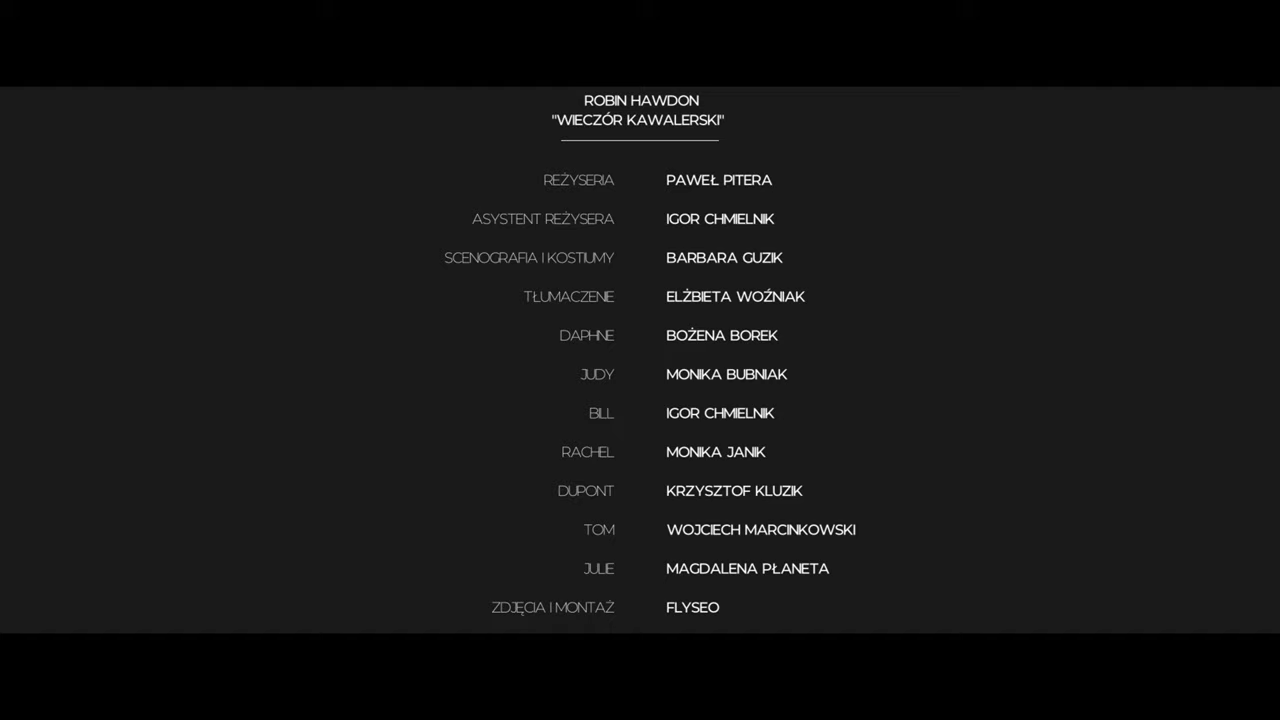 ROBIN HAWDON
"WIECZÓR KAWALERSKI"
REŻYSERIA PAWEŁ PITERA
ASYSTENT REŻYSERA IGOR CHMIELNIK
SCENOGRAFIA I KOSTIUMY BARBARA GUZIK
TŁUMACZENIE ELŻBIETA WOŹNIAK
DAPHNE BOŻENA BOREK
JUDY MONIKA BUBNIAK
BILL IGOR CHMIELNIK
RACHEL MONIKA JANIK
DUPONT KRZYSZTOF KLUZIK
TOM WOJCIECH MARCINKOWSKI
JULIE MAGDALENA PŁANETA
ZDJĘCIA I MONTAŻ FLYSEO